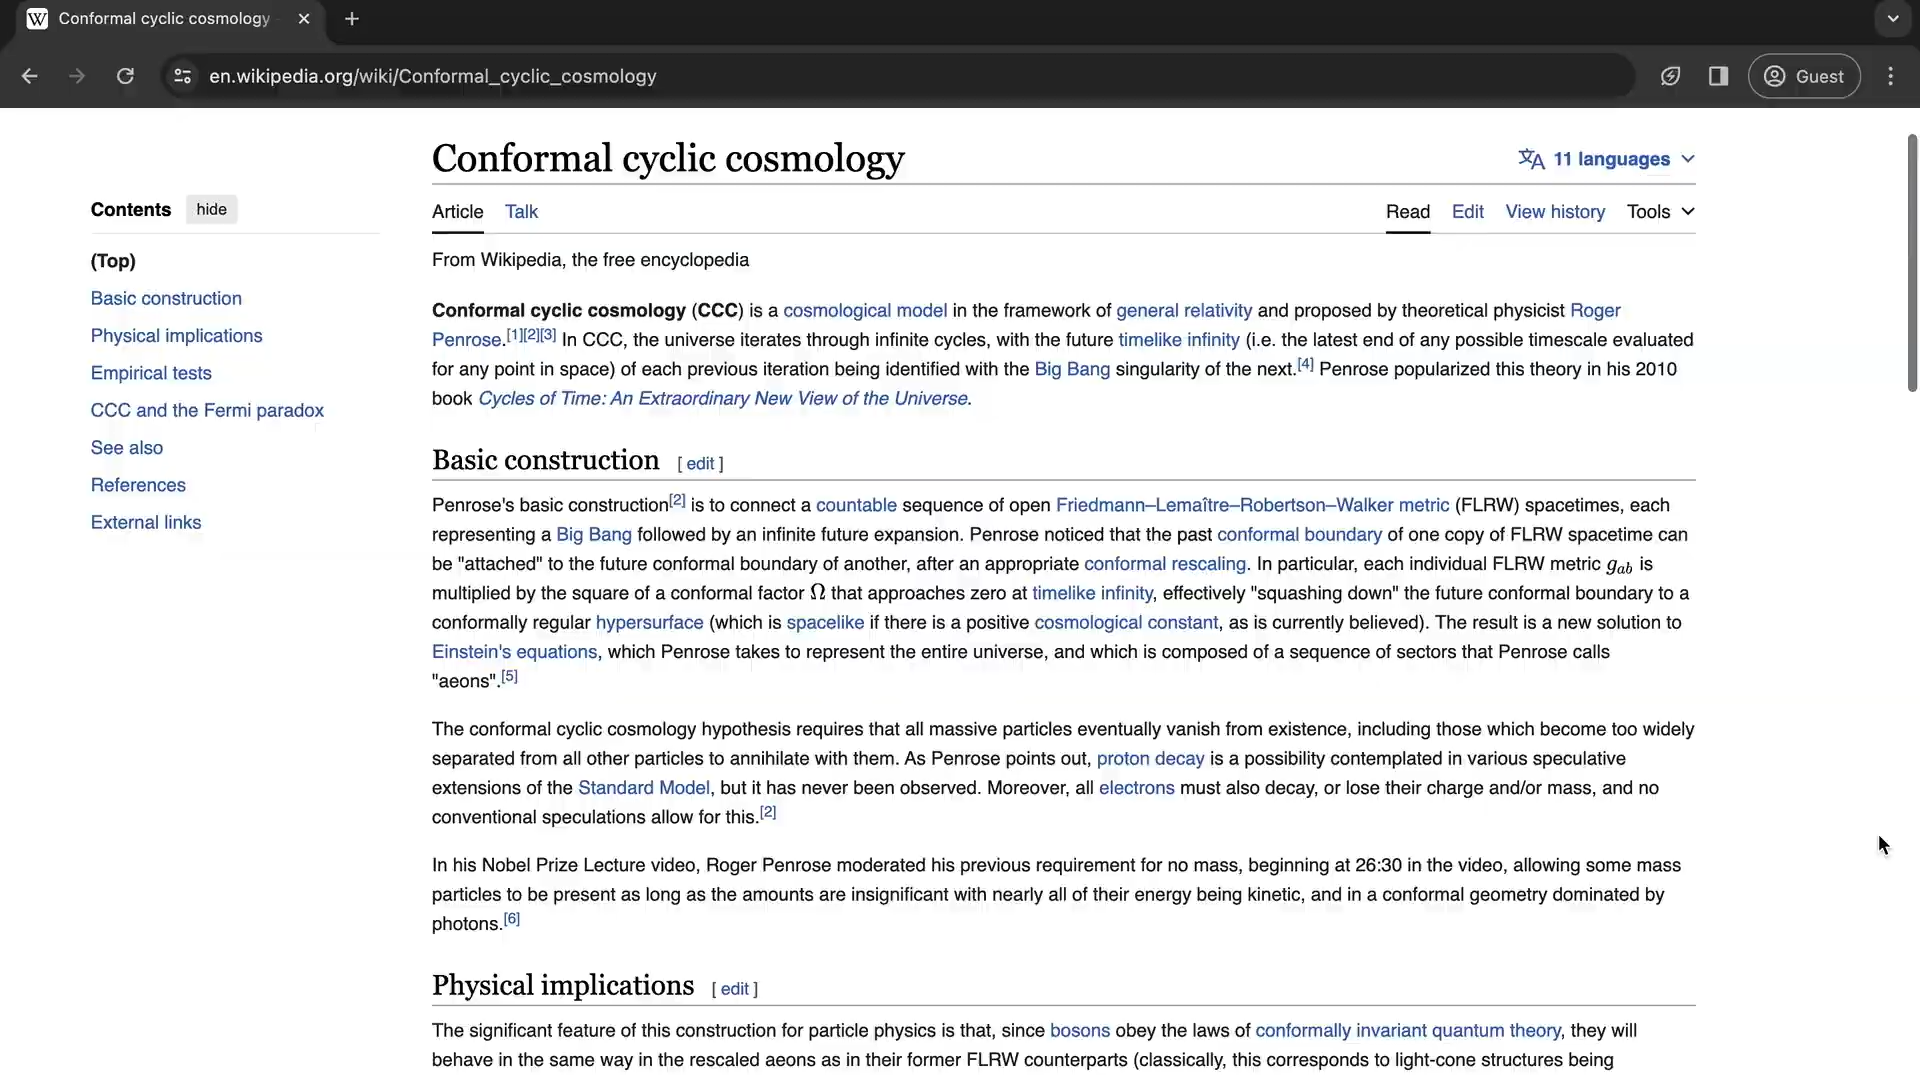 Conformal cyclic cosmology
en.wikipedia.org/wiki/Conformal_cyclic_cosmology
Guest
Conformal cyclic cosmology
11 languages
Contents hide
Article Talk
Read Edit View history Tools
(Top)
Basic construction
Physical implications
Empirical tests
CCC and the Fermi paradox
See also
References
External links
From Wikipedia, the free encyclopedia
Conformal cyclic cosmology (CCC) is a cosmological model in the framework of general relativity and proposed by theoretical physicist Roger
Penrose.[1][2][3] In CCC, the universe iterates through infinite cycles, with the future timelike infinity (i.e. the latest end of any possible timescale evaluated
for any point in space) of each previous iteration being identified with the Big Bang singularity of the next.[4] Penrose popularized this theory in his 2010
book Cycles of Time: An Extraordinary New View of the Universe.
Basic construction [ edit ]
Penrose's basic construction[2] is to connect a countable sequence of open Friedmann–Lemaître–Robertson–Walker metric (FLRW) spacetimes, each
representing a Big Bang followed by an infinite future expansion. Penrose noticed that the past conformal boundary of one copy of FLRW spacetime can
be "attached" to the future conformal boundary of another, after an appropriate conformal rescaling. In particular, each individual FLRW metric gab is
multiplied by the square of a conformal factor Ω that approaches zero at timelike infinity, effectively "squashing down" the future conformal boundary to a
conformally regular hypersurface (which is spacelike if there is a positive cosmological constant, as is currently believed). The result is a new solution to
Einstein's equations, which Penrose takes to represent the entire universe, and which is composed of a sequence of sectors that Penrose calls
"aeons".[5]
The conformal cyclic cosmology hypothesis requires that all massive particles eventually vanish from existence, including those which become too widely
separated from all other particles to annihilate with them. As Penrose points out, proton decay is a possibility contemplated in various speculative
extensions of the Standard Model, but it has never been observed. Moreover, all electrons must also decay, or lose their charge and/or mass, and no
conventional speculations allow for this.[2]
In his Nobel Prize Lecture video, Roger Penrose moderated his previous requirement for no mass, beginning at 26:30 in the video, allowing some mass
particles to be present as long as the amounts are insignificant with nearly all of their energy being kinetic, and in a conformal geometry dominated by
photons.[6]
Physical implications [ edit ]
The significant feature of this construction for particle physics is that, since bosons obey the laws of conformally invariant quantum theory, they will
behave in the same way in the rescaled aeons as in their former FLRW counterparts (classically, this corresponds to light-cone structures being